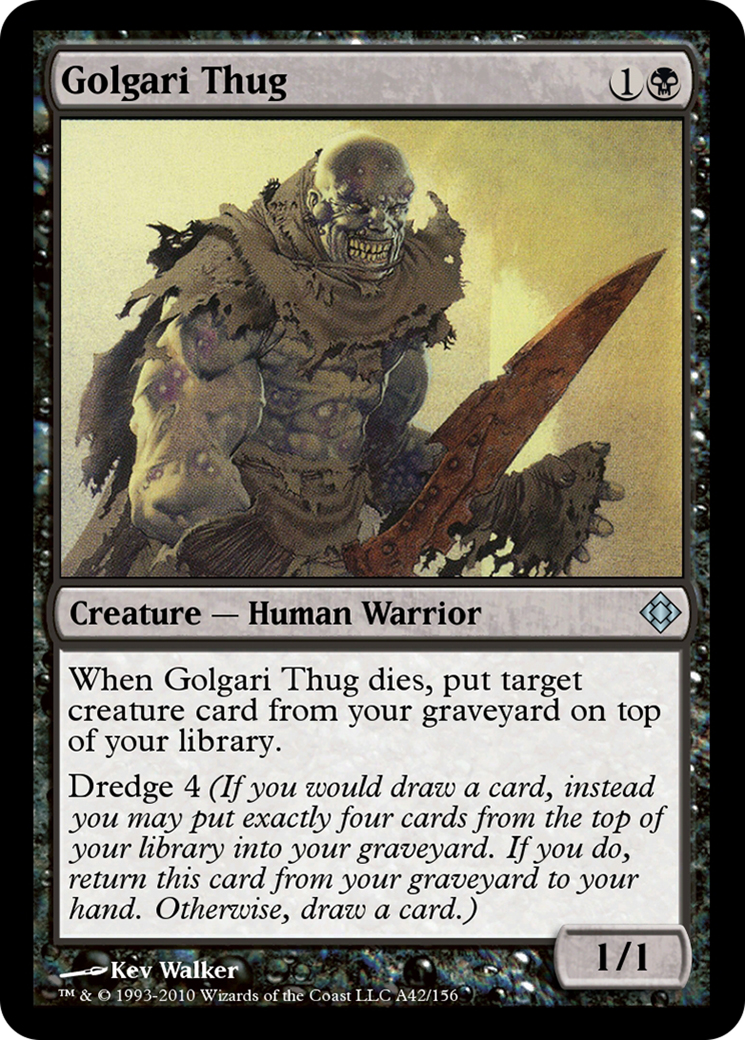 Golgari Thug 1
Creature — Human Warrior
When Golgari Thug dies, put target
creature card from your graveyard on top
of your library.
Dredge 4 (If you would draw a card, instead
you may put exactly four cards from the top of
your library into your graveyard. If you do,
return this card from your graveyard to your
hand. Otherwise, draw a card.)
1/1
Kev Walker
™ & © 1993-2010 Wizards of the Coast LLC A42/156